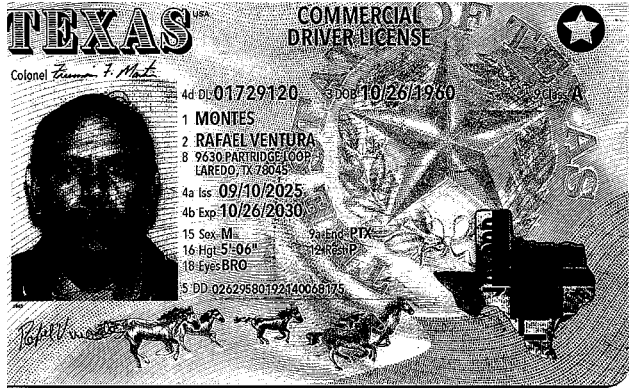 TEXAS USA
COMMERCIAL
DRIVER LICENSE
Colonel
4d DL 01729120 3 DOB 10/26/1960 9 Class A
1 MONTES
2 RAFAEL VENTURA
8 9630 PARTRIDGE LOOP
LAREDO, TX 78045
4a Iss 09/10/2025
4b Exp 10/26/2030
15 Sex M 9a End PTX
16 Hgt 5'-06" 12 Rest P
18 Eyes BRO
5 DD 02629580192140068175